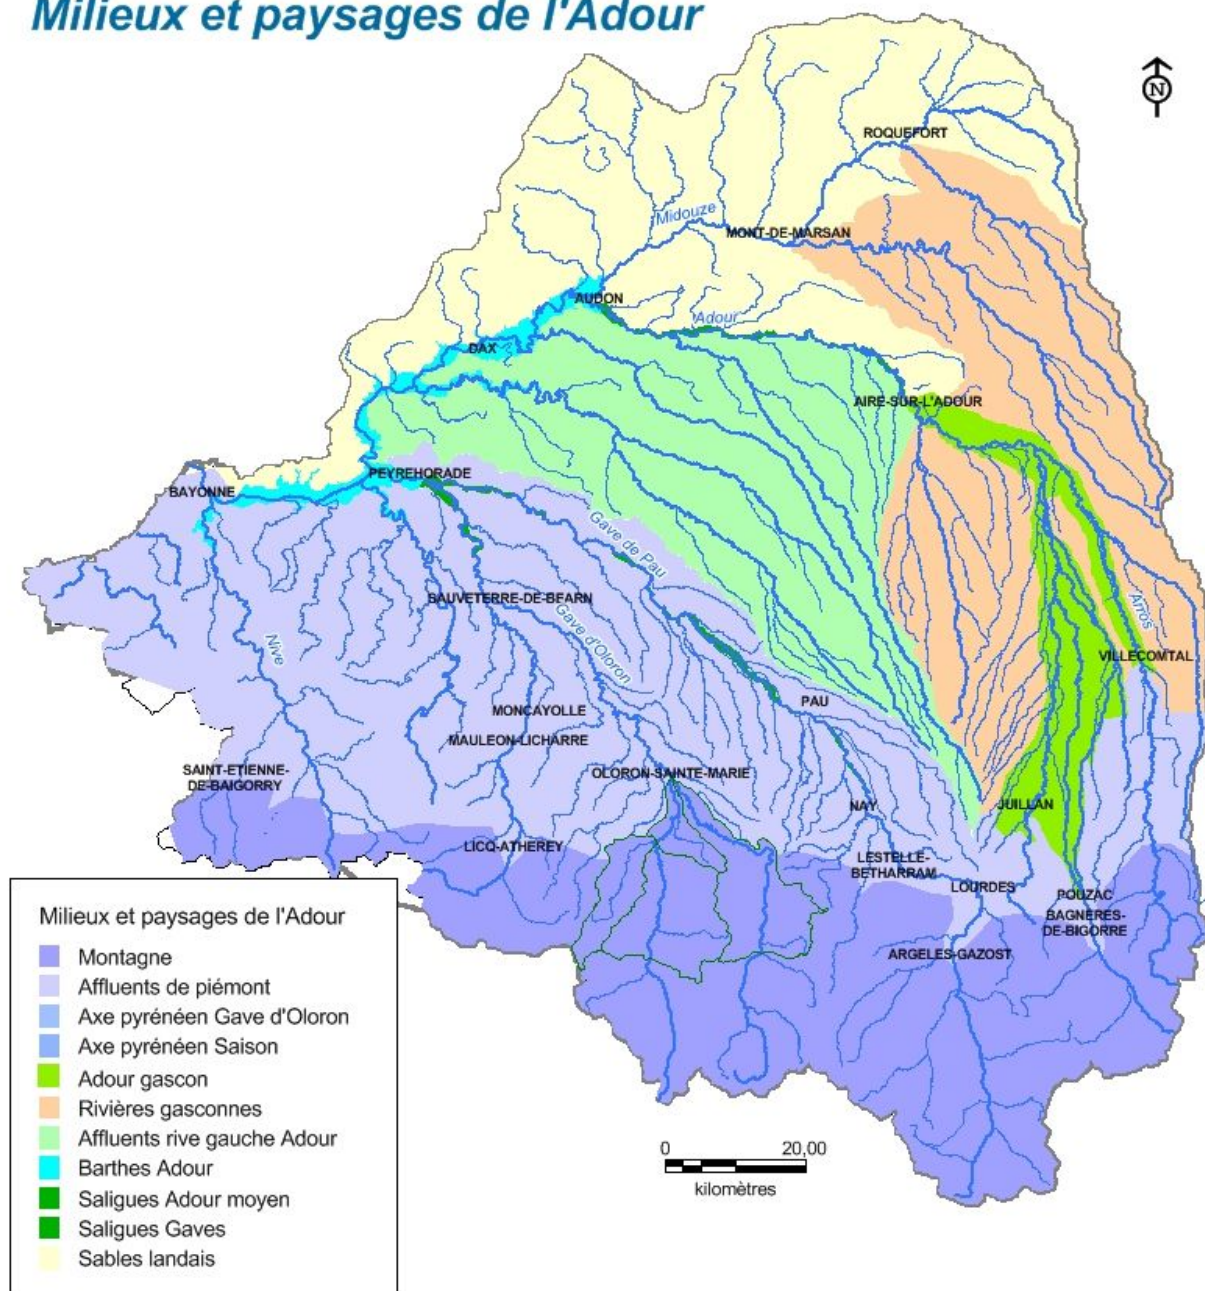 Milieux et paysages de l'Adour
N
ROQUEFORT
Midouze
MONT-DE-MARSAN
AUDON
Adour
DAX
AIRE-SUR-L'ADOUR
PEYREHORADE
BAYONNE
Gave de Pau
SAUVETERRE-DE-BEARN
Gave d'Oloron
Nive
Arros
VILLECOMTAL
PAU
MONCAYOLLE
MAULEON-LICHARRE
SAINT-ETIENNE-
DE-BAIGORRY
OLORON-SAINTE-MARIE
NAY
JUILLAN
LICQ-ATHEREY
LESTELLE-
BETHARRAM
LOURDES
POUZAC
BAGNERES-
DE-BIGORRE
ARGELES-GAZOST
Milieux et paysages de l'Adour
Montagne
Affluents de piémont
Axe pyrénéen Gave d'Oloron
Axe pyrénéen Saison
Adour gascon
Rivières gasconnes
Affluents rive gauche Adour
Barthes Adour
Saligues Adour moyen
Saligues Gaves
Sables landais
0 20,00
kilomètres